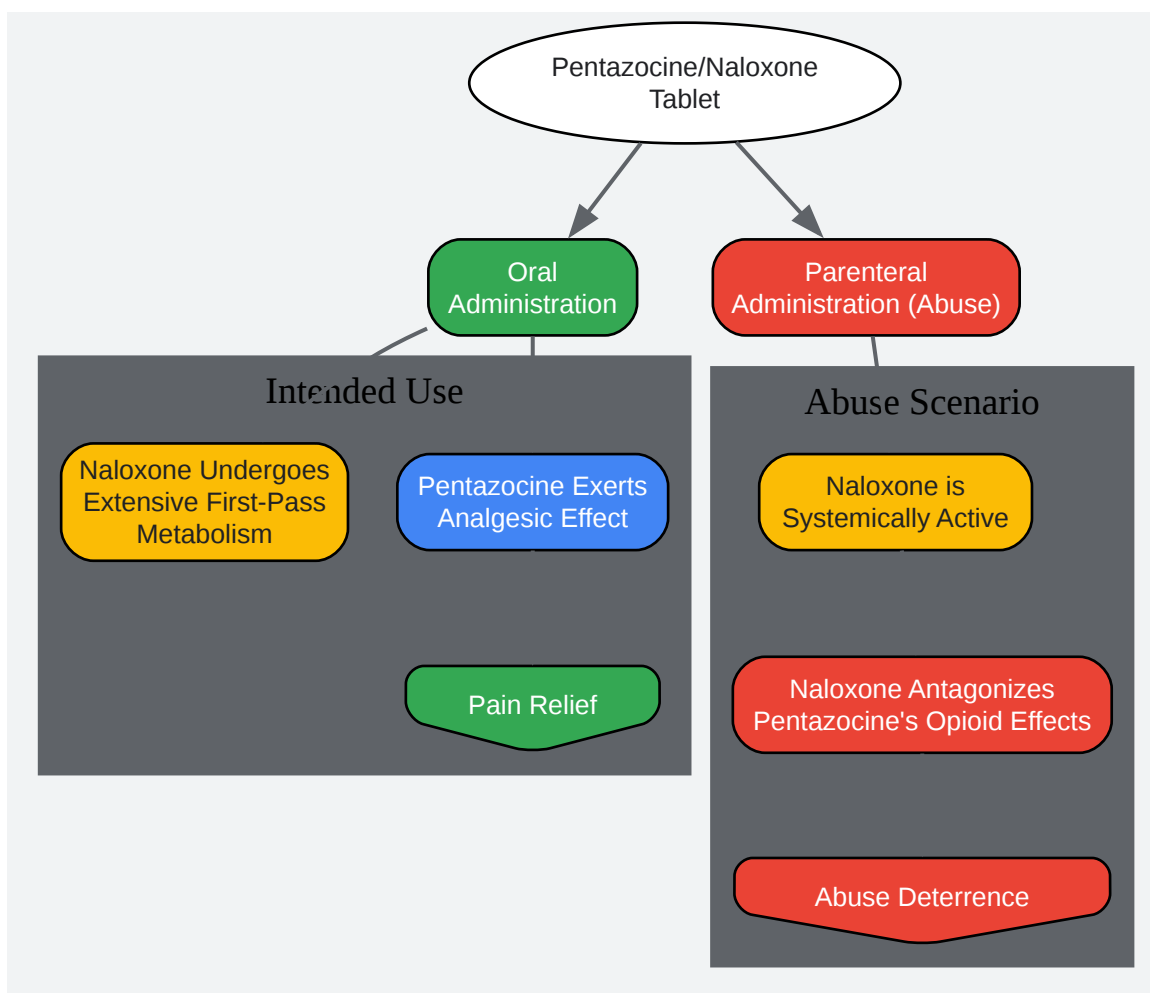 Pentazocine/Naloxone
Tablet
Oral
Administration
Parenteral
Administration (Abuse)
Intended Use
Abuse Scenario
Naloxone Undergoes
Extensive First-Pass
Metabolism
Pentazocine Exerts
Analgesic Effect
Naloxone is
Systemically Active
Pain Relief
Naloxone Antagonizes
Pentazocine's Opioid Effects
Abuse Deterrence